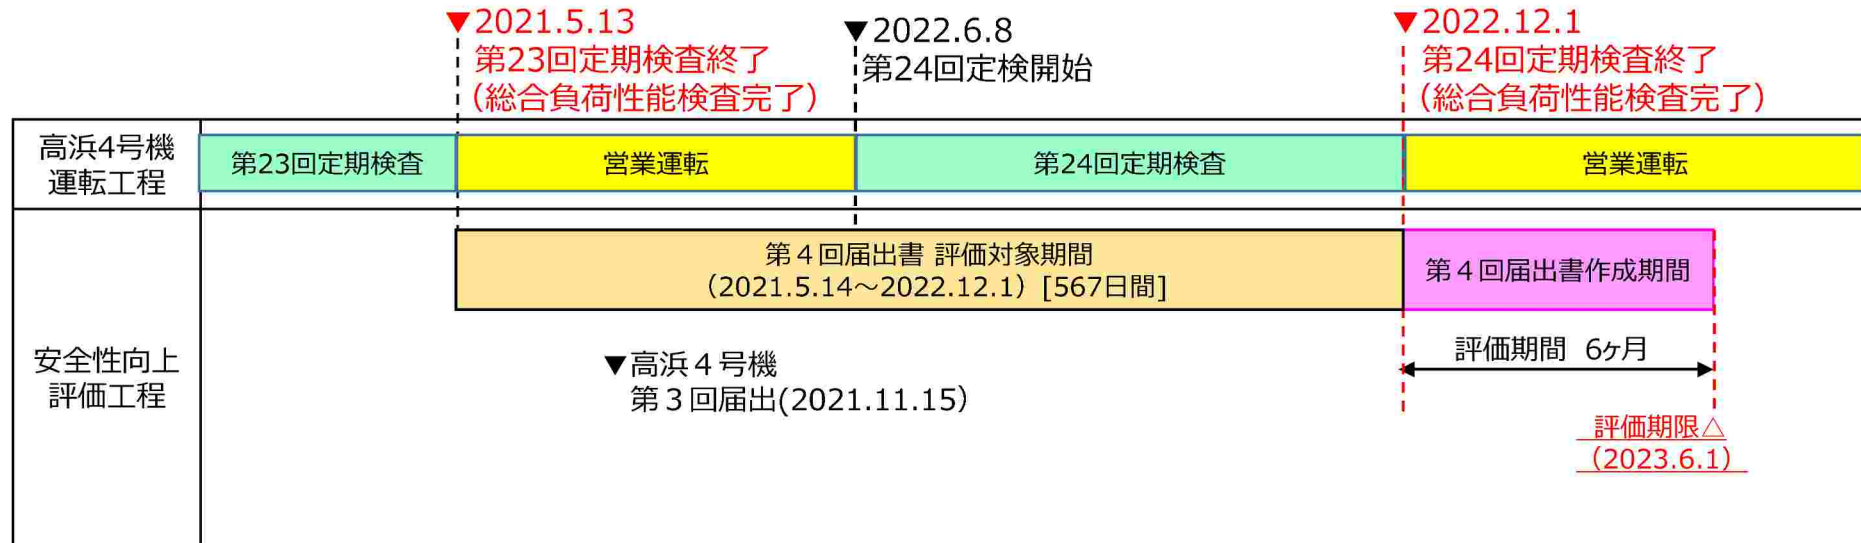 ▼2021.5.13
第23回定期検査終了
（総合負荷性能検査完了）
▼2022.6.8
第24回定検開始
▼2022.12.1
第24回定期検査終了
（総合負荷性能検査完了）
高浜4号機
運転工程
第23回定期検査
営業運転
第24回定期検査
営業運転
安全性向上
評価工程
第４回届出書 評価対象期間
（2021.5.14～2022.12.1）[567日間]
第４回届出書作成期間
▼高浜４号機
第３回届出(2021.11.15）
評価期間 6ヶ月
評価期限△
（2023.6.1）